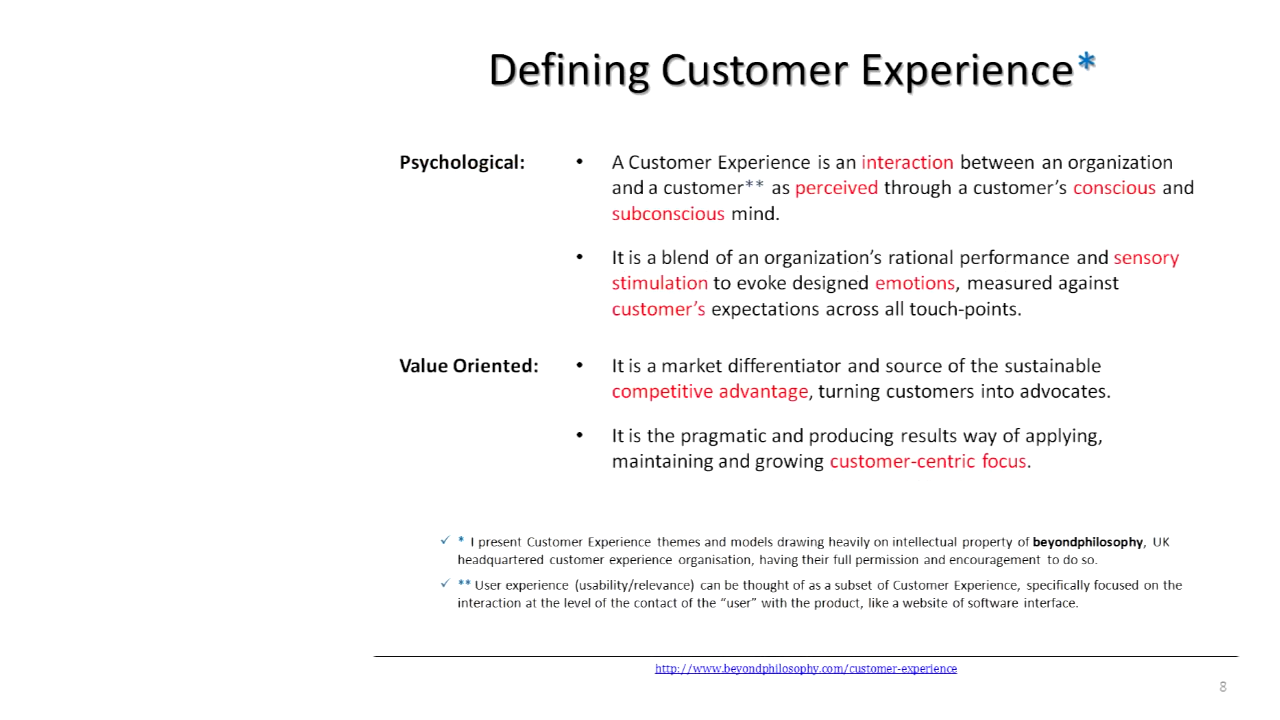 Defining Customer Experience*
Psychological:
• A Customer Experience is an interaction between an organization
and a customer** as perceived through a customer's conscious and
subconscious mind.
• It is a blend of an organization's rational performance and sensory
stimulation to evoke designed emotions, measured against
customer's expectations across all touch-points.
Value Oriented:
• It is a market differentiator and source of the sustainable
competitive advantage, turning customers into advocates.
• It is the pragmatic and producing results way of applying,
maintaining and growing customer-centric focus.
✓ * I present Customer Experience themes and models drawing heavily on intellectual property of beyondphilosophy, UK
headquartered customer experience organisation, having their full permission and encouragement to do so.
✓ ** User experience (usability/relevance) can be thought of as a subset of Customer Experience, specifically focused on the
interaction at the level of the contact of the "user" with the product, like a website of software interface.
http://www.beyondphilosophy.com/customer-experience
8